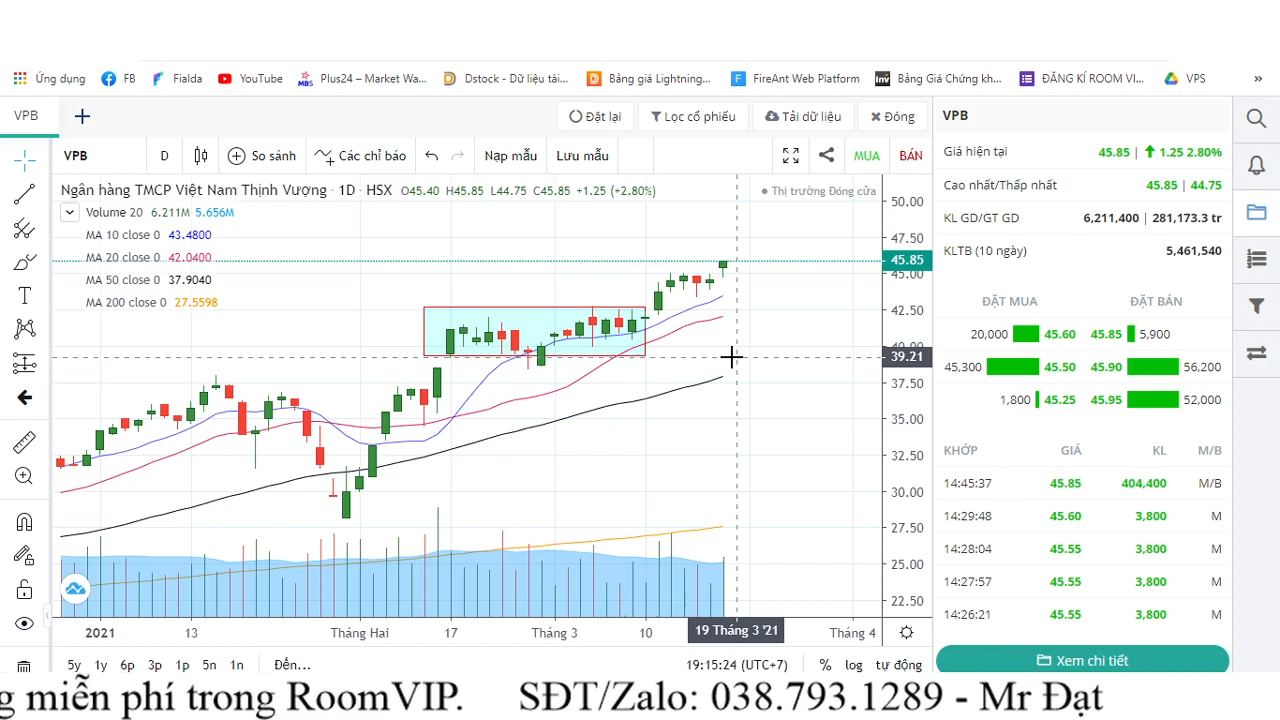 Ứng dụng FB Fialda YouTube MBS Plus24 – Market Wa... Dstock - Dữ liệu tài... Bảng giá Lightning... FireAnt Web Platform Inv Bảng Giá Chứng kh... ĐĂNG KÍ ROOM VI... VPS »
VPB + Đặt lại Lọc cổ phiếu Tải dữ liệu Đóng
VPB D So sánh Các chỉ báo Nạp mẫu Lưu mẫu MUA BÁN
Ngân hàng TMCP Việt Nam Thịnh Vượng · 1D · HSX O45.40 H45.85 L44.75 C45.85 +1.25 (+2.80%) Thị trường Đóng cửa
Volume 20 6.211M 5.656M
MA 10 close 0 43.4800
MA 20 close 0 42.0400
MA 50 close 0 37.9040
MA 200 close 0 27.5598
50.00
47.50
45.85
45.00
42.50
40.00
39.21
37.50
35.00
32.50
30.00
27.50
25.00
22.50
2021 13 Tháng Hai 17 Tháng 3 10 19 Tháng 3 '21 Tháng 4
5y 1y 6p 3p 1p 5n 1n Đến... 19:15:24 (UTC+7) % log tự động
VPB
Giá hiện tại 45.85 | 1.25 2.80%
Cao nhất/Thấp nhất 45.85 | 44.75
KL GD/GT GD 6,211,400 | 281,173.3 tr
KLTB (10 ngày) 5,461,540
ĐẶT MUA ĐẶT BÁN
20,000 45.60 45.85 5,900
45,300 45.50 45.90 56,200
1,800 45.25 45.95 52,000
KHỚP GIÁ KL M/B
14:45:37 45.85 404,400 M/B
14:29:48 45.60 3,800 M
14:28:04 45.55 3,800 M
14:27:57 45.55 3,800 M
14:26:21 45.55 3,800 M
Xem chi tiết
g miễn phí trong RoomVIP. SĐT/Zalo: 038.793.1289 - Mr Đạt